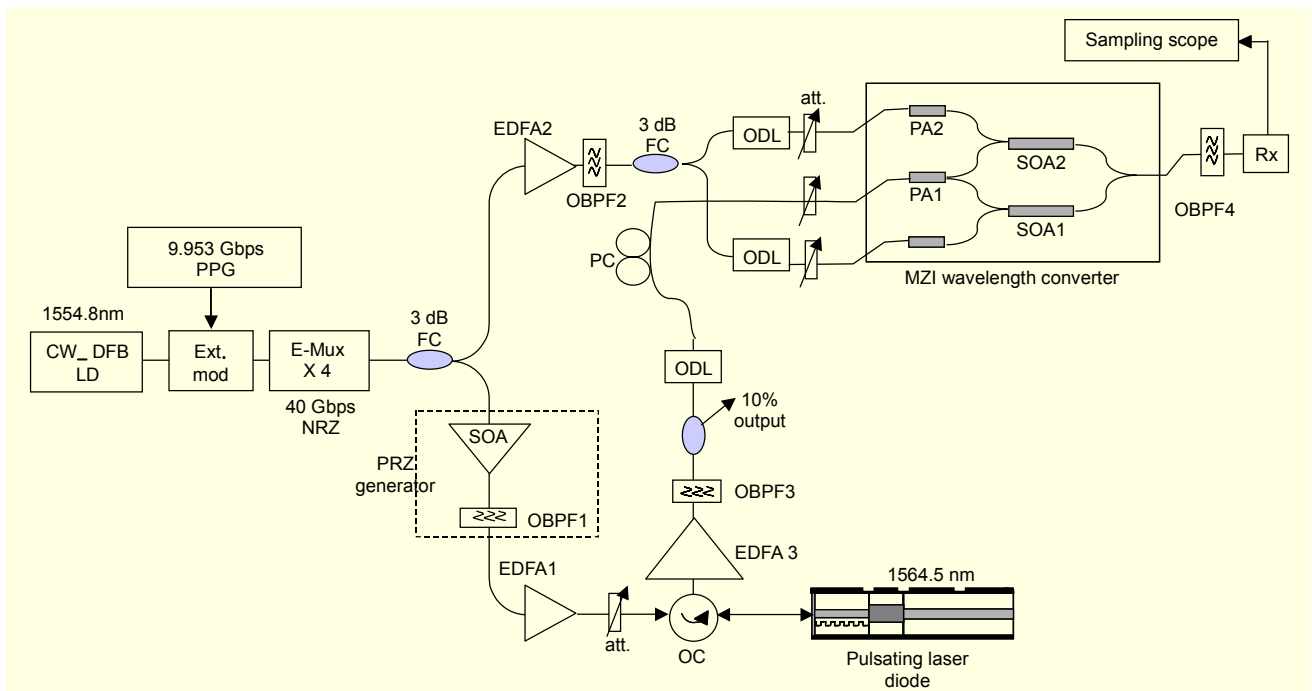 Sampling scope
att.
3 dB
FC
EDFA2
ODL
PA2
SOA2
Rx
OBPF2
PA1
SOA1
OBPF4
9.953 Gbps
PPG
PC
ODL
MZI wavelength converter
1554.8nm
3 dB
FC
CW_ DFB
LD
Ext.
mod
E-Mux
X 4
ODL
40 Gbps
NRZ
10%
output
SOA
PRZ
generator
OBPF3
OBPF1
EDFA 3
EDFA1
1564.5 nm
att.
OC
Pulsating laser
diode